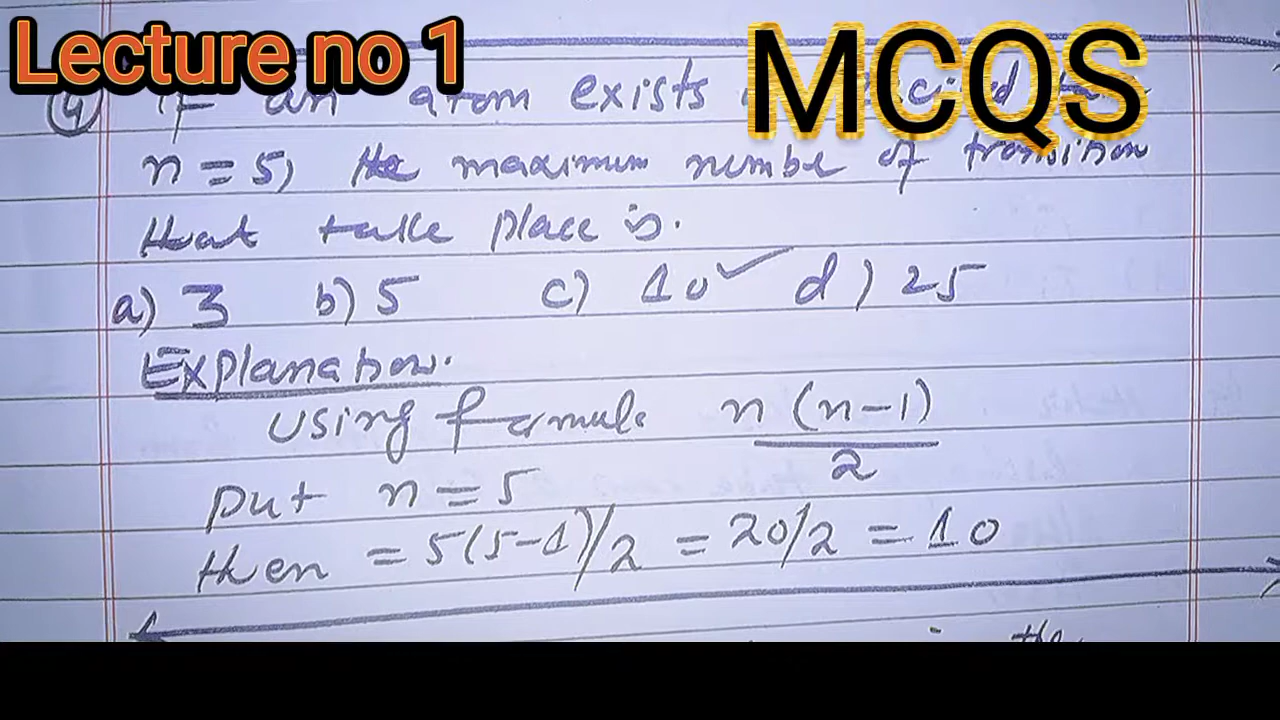 Lecture no 1
MCQS
④ If an atom exists
n = 5, the maximum number of transition
that take place is.
a) 3 b) 5 c) 10 ✓ d) 25
Explanation.
Using formula n(n-1)/2
put n = 5
then = 5(5-1)/2 = 20/2 = 10
the